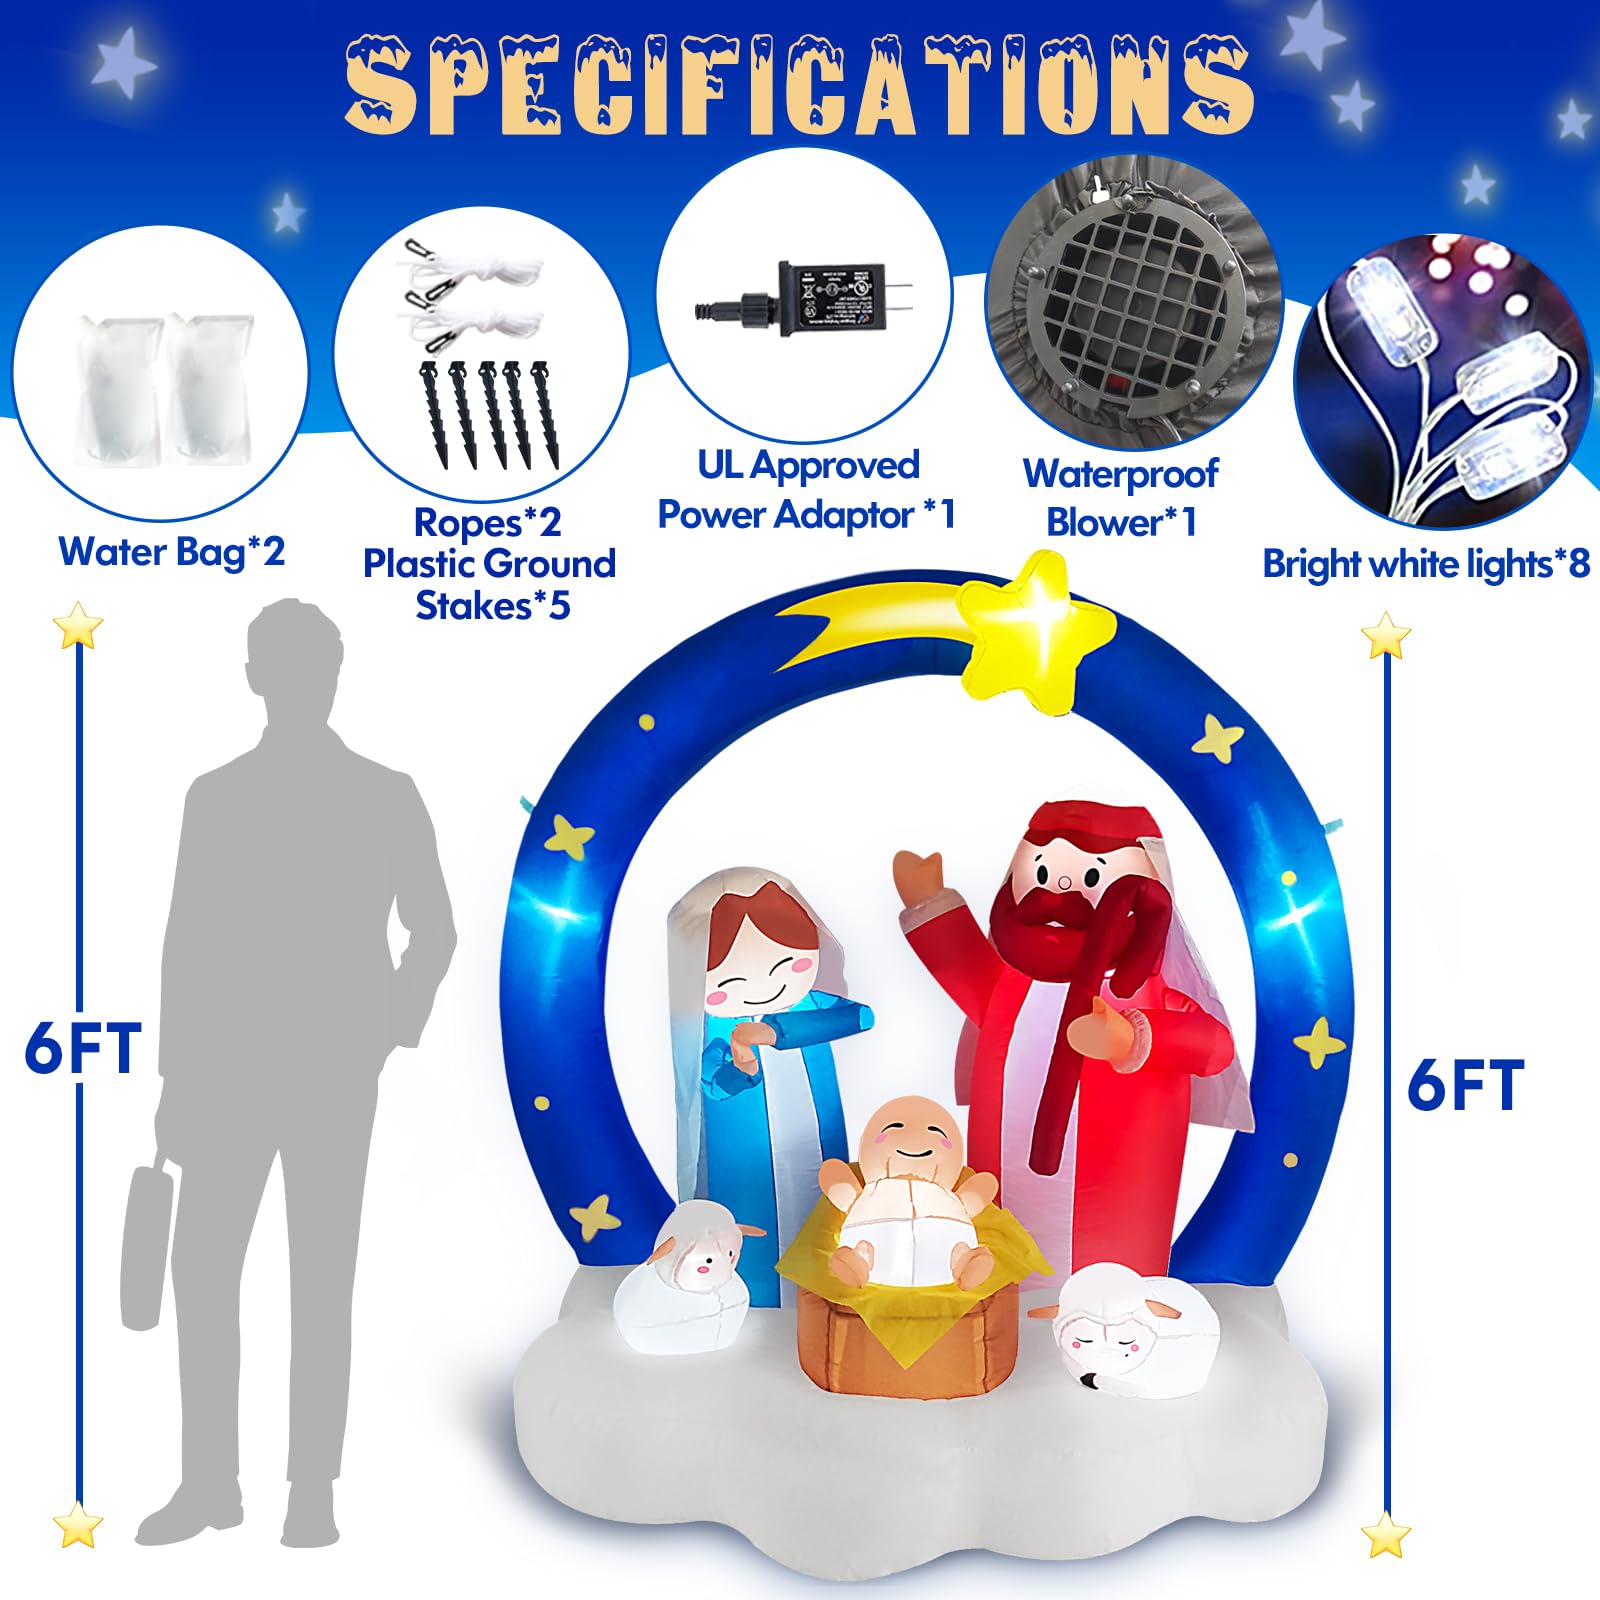 SPECIFICATIONS
Water Bag*2
Ropes*2
Plastic Ground
Stakes*5
UL Approved
Power Adaptor *1
Waterproof
Blower*1
Bright white lights*8
6FT
6FT